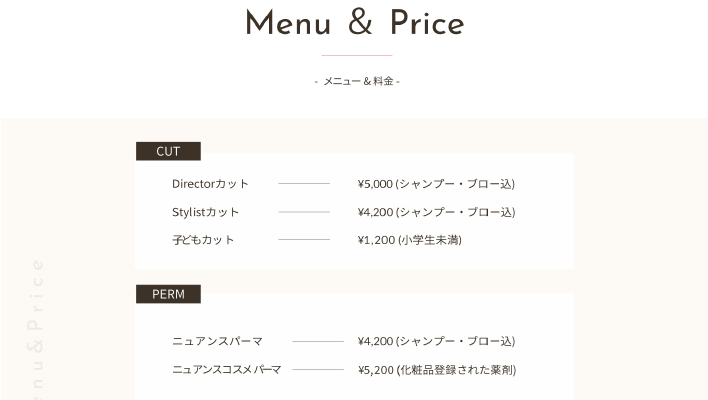 Menu & Price
- メニュー & 料金 -
CUT
Directorカット ¥5,000 (シャンプー・ブロー込)
Stylistカット ¥4,200 (シャンプー・ブロー込)
子どもカット ¥1,200 (小学生未満)
PERM
ニュアンスパーマ ¥4,200 (シャンプー・ブロー込)
ニュアンスコスメパーマ ¥5,200 (化粧品登録された薬剤)
enu&Price